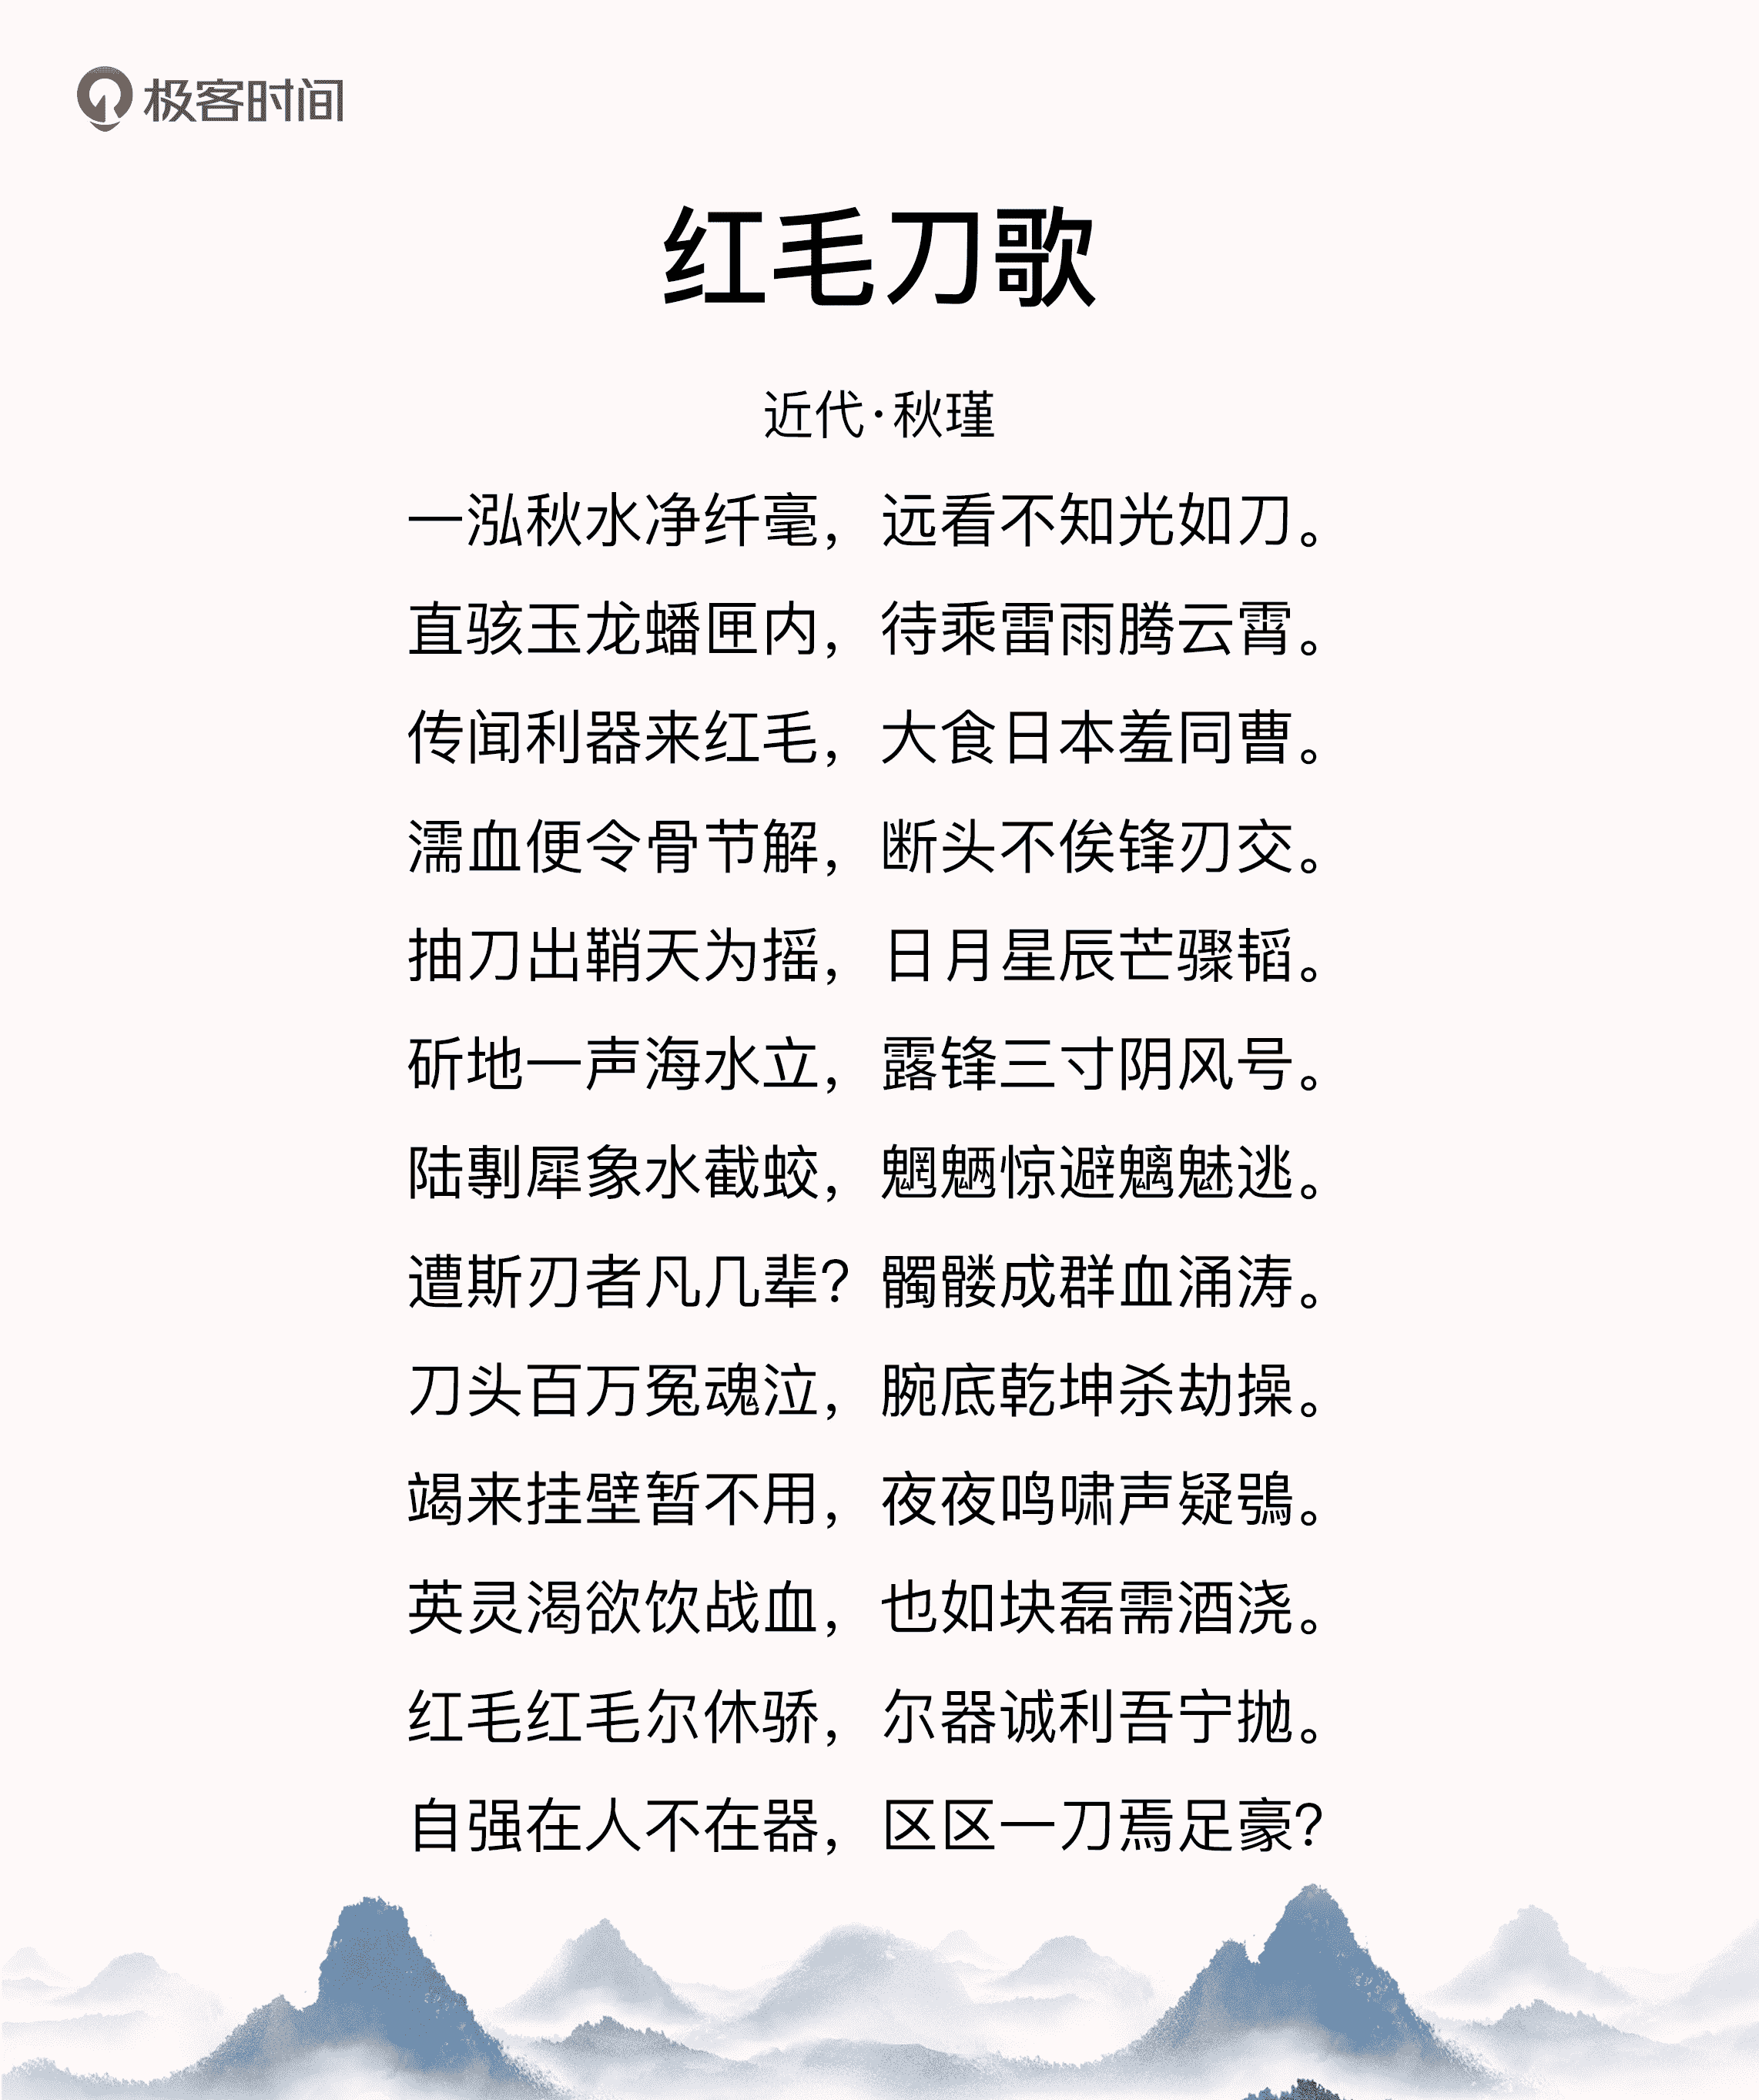 极客时间
红毛刀歌
近代·秋瑾
一泓秋水净纤毫，远看不知光如刀。
直骇玉龙蟠匣内，待乘雷雨腾云霄。
传闻利器来红毛，大食日本羞同曹。
濡血便令骨节解，断头不俟锋刃交。
抽刀出鞘天为摇，日月星辰芒骤韬。
斫地一声海水立，露锋三寸阴风号。
陆剸犀象水截蛟，魍魉惊避魑魅逃。
遭斯刃者凡几辈？髑髅成群血涌涛。
刀头百万冤魂泣，腕底乾坤杀劫操。
竭来挂壁暂不用，夜夜鸣啸声疑鴞。
英灵渴欲饮战血，也如块磊需酒浇。
红毛红毛尔休骄，尔器诚利吾宁抛。
自强在人不在器，区区一刀焉足豪？